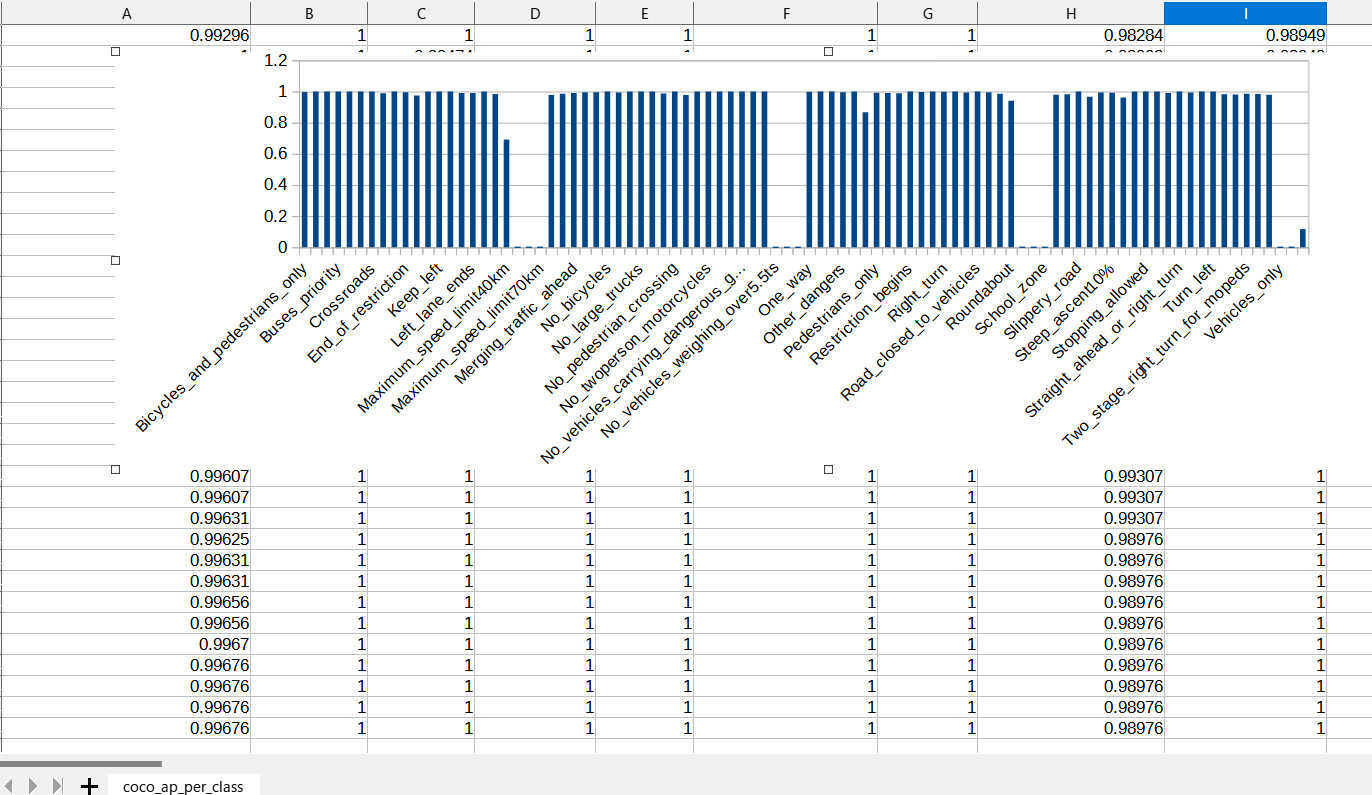 A B C D E F G H I
0.99296 1 1 1 1 1 1 0.98284 0.98949
1.2
1
0.8
0.6
0.4
0.2
0
Bicycles_and_pedestrians_only
Buses_priority
Crossroads
End_of_restriction
Keep_left
Left_lane_ends
Maximum_speed_limit40km
Maximum_speed_limit70km
Merging_traffic_ahead
No_bicycles
No_large_trucks
No_pedestrian_crossing
No_twoperson_motorcycles
No_vehicles_carrying_dangerous_g...
No_vehicles_weighing_over5.5ts
One_way
Other_dangers
Pedestrians_only
Restriction_begins
Right_turn
Road_closed_to_vehicles
Roundabout
School_zone
Slippery_road
Steep_ascent10%
Stopping_allowed
Straight_ahead_or_right_turn
Turn_left
Two_stage_right_turn_for_mopeds
Vehicles_only
0.99607 1 1 1 1 1 1 0.99307 1
0.99607 1 1 1 1 1 1 0.99307 1
0.99631 1 1 1 1 1 1 0.99307 1
0.99625 1 1 1 1 1 1 0.98976 1
0.99631 1 1 1 1 1 1 0.98976 1
0.99631 1 1 1 1 1 1 0.98976 1
0.99656 1 1 1 1 1 1 0.98976 1
0.99656 1 1 1 1 1 1 0.98976 1
0.9967 1 1 1 1 1 1 0.98976 1
0.99676 1 1 1 1 1 1 0.98976 1
0.99676 1 1 1 1 1 1 0.98976 1
0.99676 1 1 1 1 1 1 0.98976 1
0.99676 1 1 1 1 1 1 0.98976 1
coco_ap_per_class